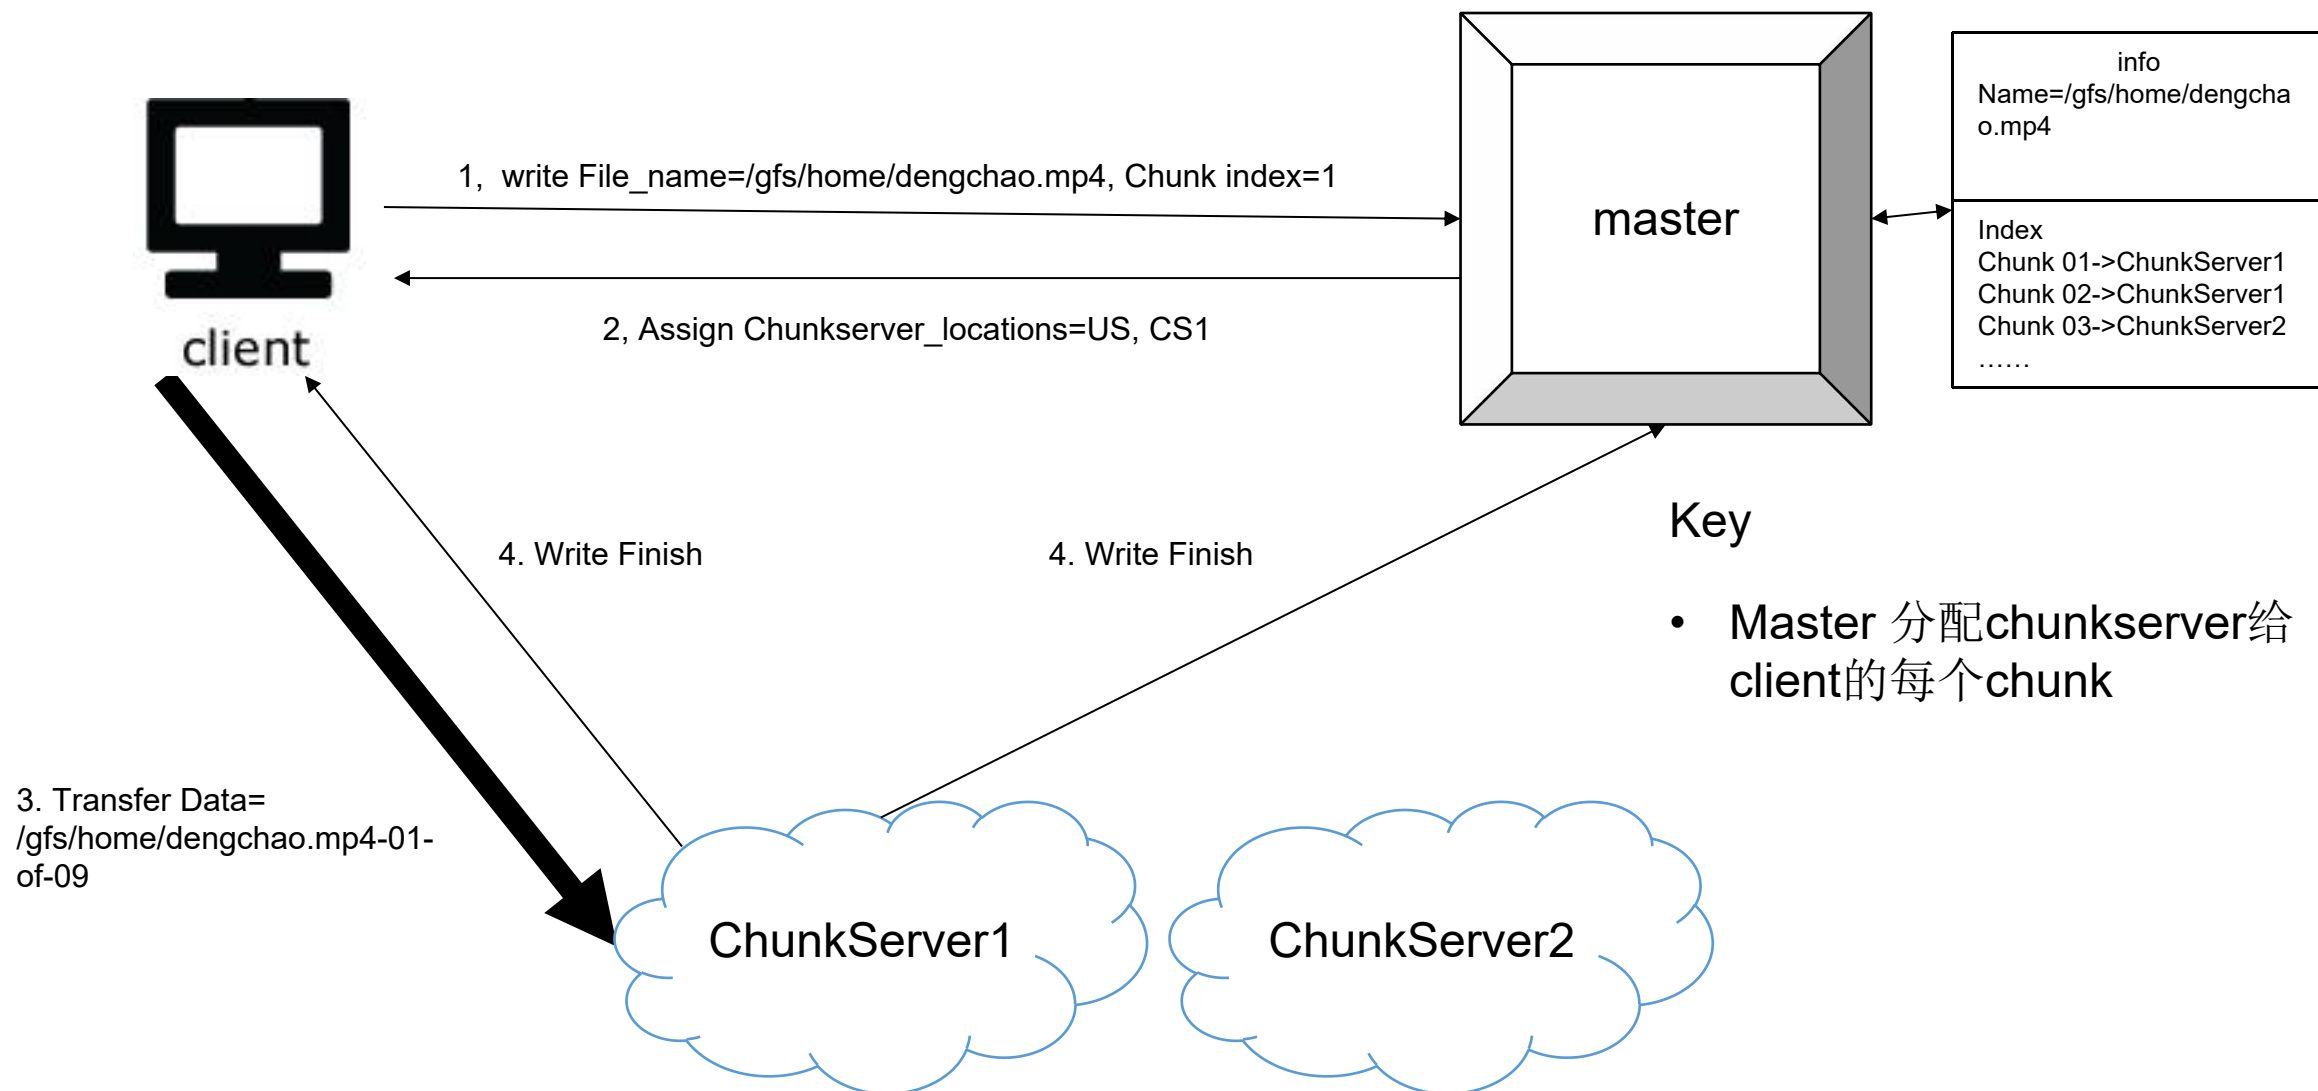 info
Name=/gfs/home/dengcha
o.mp4
1, write File_name=/gfs/home/dengchao.mp4, Chunk index=1
master
Index
Chunk 01->ChunkServer1
Chunk 02->ChunkServer1
Chunk 03->ChunkServer2
……
2, Assign Chunkserver_locations=US, CS1
client
Key
4. Write Finish
4. Write Finish
• Master 分配chunkserver给
client的每个chunk
3. Transfer Data=
/gfs/home/dengchao.mp4-01-
of-09
ChunkServer1
ChunkServer2